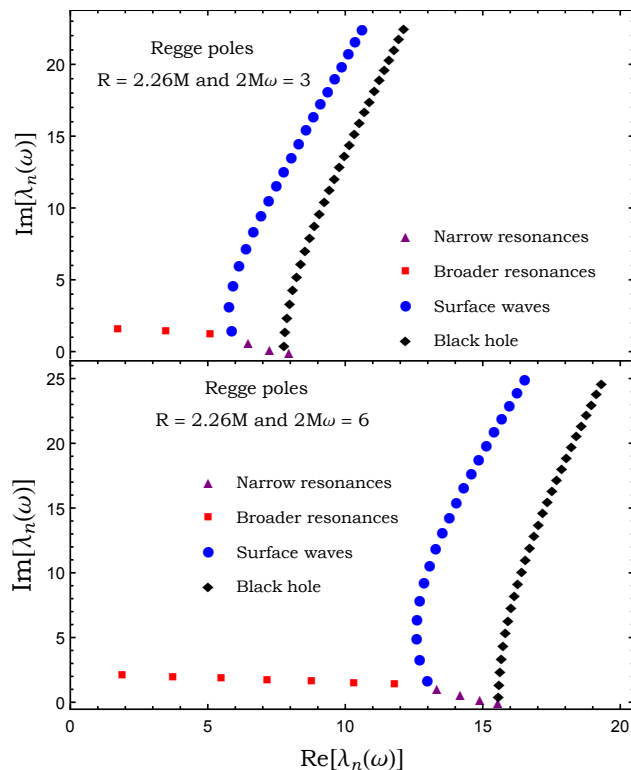 Regge poles
R = 2.26M and 2Mω = 3
Im[λₙ(ω)]
20
15
10
5
0
Narrow resonances
Broader resonances
Surface waves
Black hole
Regge poles
R = 2.26M and 2Mω = 6
Im[λₙ(ω)]
25
20
15
10
5
0
Narrow resonances
Broader resonances
Surface waves
Black hole
0 5 10 15 20
Re[λₙ(ω)]